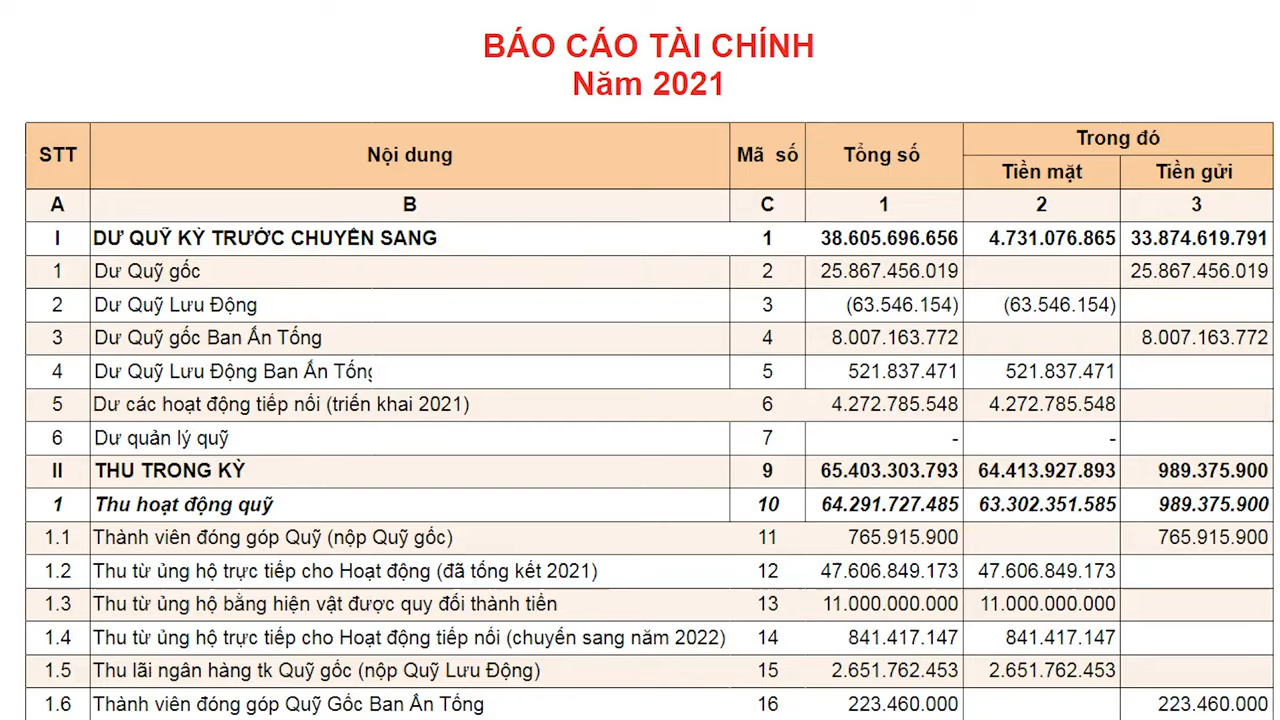 BÁO CÁO TÀI CHÍNH
Năm 2021
STT Nội dung Mã số Tổng số Trong đó
Tiền mặt Tiền gửi
A B C 1 2 3
I DƯ QUỸ KỲ TRƯỚC CHUYỂN SANG 1 38.605.696.656 4.731.076.865 33.874.619.791
1 Dư Quỹ gốc 2 25.867.456.019 25.867.456.019
2 Dư Quỹ Lưu Động 3 (63.546.154) (63.546.154)
3 Dư Quỹ gốc Ban Ấn Tống 4 8.007.163.772 8.007.163.772
4 Dư Quỹ Lưu Động Ban Ấn Tống 5 521.837.471 521.837.471
5 Dư các hoạt động tiếp nối (triển khai 2021) 6 4.272.785.548 4.272.785.548
6 Dư quản lý quỹ 7 - -
II THU TRONG KỲ 9 65.403.303.793 64.413.927.893 989.375.900
1 Thu hoạt động quỹ 10 64.291.727.485 63.302.351.585 989.375.900
1.1 Thành viên đóng góp Quỹ (nộp Quỹ gốc) 11 765.915.900 765.915.900
1.2 Thu từ ủng hộ trực tiếp cho Hoạt động (đã tổng kết 2021) 12 47.606.849.173 47.606.849.173
1.3 Thu từ ủng hộ bằng hiện vật được quy đổi thành tiền 13 11.000.000.000 11.000.000.000
1.4 Thu từ ủng hộ trực tiếp cho Hoạt động tiếp nối (chuyển sang năm 2022) 14 841.417.147 841.417.147
1.5 Thu lãi ngân hàng tk Quỹ gốc (nộp Quỹ Lưu Động) 15 2.651.762.453 2.651.762.453
1.6 Thành viên đóng góp Quỹ Gốc Ban Ấn Tống 16 223.460.000 223.460.000